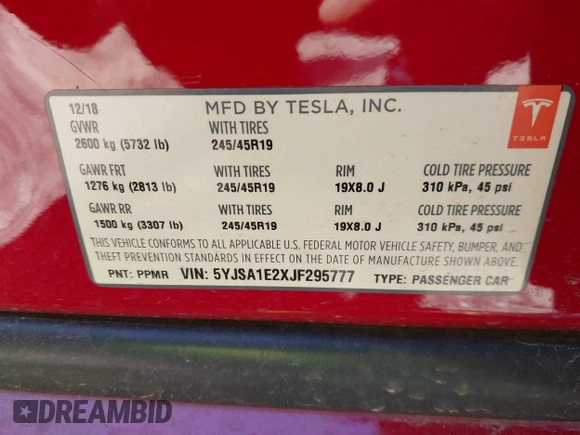 12/18 MFD BY TESLA, INC.
GVWR WITH TIRES
2600 kg (5732 lb) 245/45R19
TESLA
GAWR FRT WITH TIRES RIM COLD TIRE PRESSURE
1276 kg (2813 lb) 245/45R19 19X8.0 J 310 kPa, 45 psi
GAWR RR WITH TIRES RIM COLD TIRE PRESSURE
1500 kg (3307 lb) 245/45R19 19X8.0 J 310 kPa, 45 psi
THIS VEHICLE CONFORMS TO ALL APPLICABLE U.S. FEDERAL MOTOR VEHICLE SAFETY, BUMPER, AND
THEFT PREVENTION STANDARDS IN EFFECT ON THE DATE OF MANUFACTURE SHOWN ABOVE.
PNT: PPMR VIN: 5YJSA1E2XJF295777 TYPE: PASSENGER CAR
DREAMBID